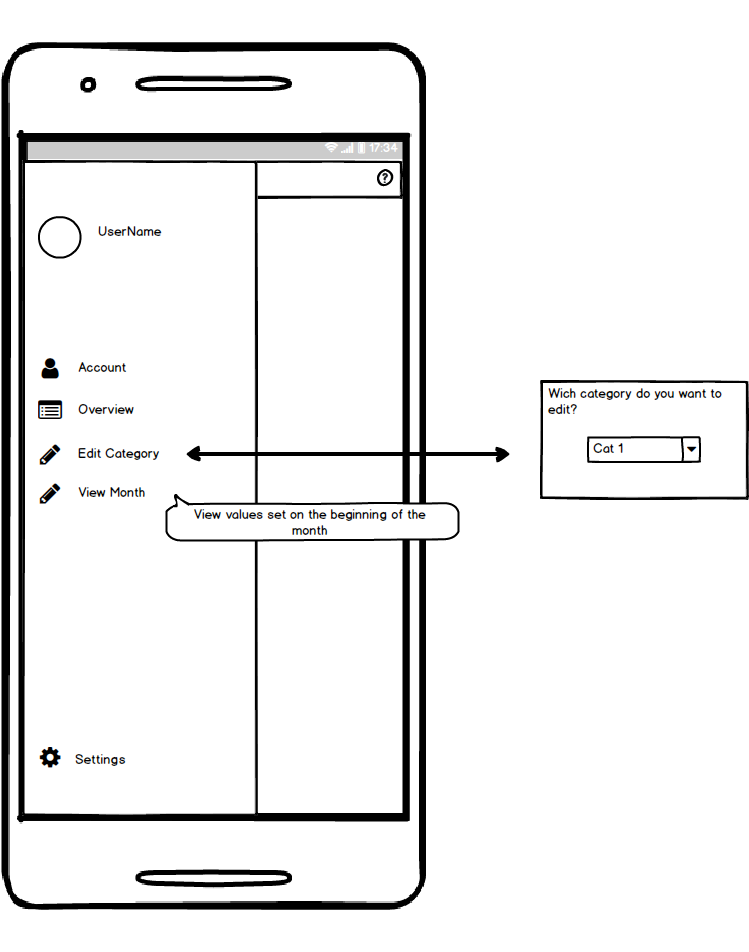 17:34
UserName
Account
Overview
Edit Category
View Month
View values set on the beginning of the
month
Settings
Wich category do you want to
edit?
Cat 1